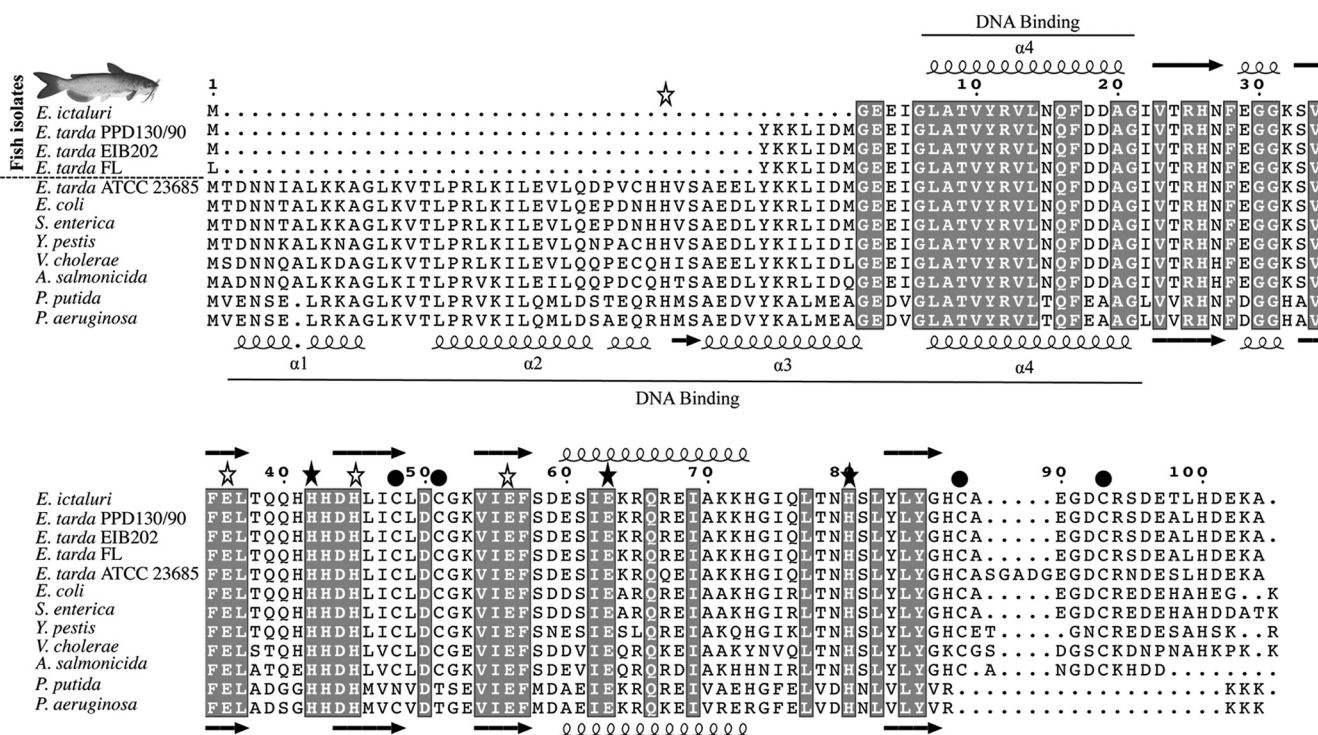 DNA Binding
α4
Fish isolates
1 10 20 30
E. ictaluri M.............................................GEEIGLATVYRVLNQFDDAGIVTRHNFEGGKSV
E. tarda PPD130/90 M......................................YKKLIDMGEEIGLATVYRVLNQFDDAGIVTRHNFEGGKSV
E. tarda EIB202 M......................................YKKLIDMGEEIGLATVYRVLNQFDDAGIVTRHNFEGGKSV
E. tarda FL L......................................YKKLIDMGEEIGLATVYRVLNQFDDAGIVTRHNFEGGKSV
E. tarda ATCC 23685 MTDNNIALKKAGLKVTLPRLKILEVLQDPVCHHVSAEELYKKLIDMGEEIGLATVYRVLNQFDDAGIVTRHNFEGGKSV
E. coli MTDNNTALKKAGLKVTLPRLKILEVLQEPDNHHVSAEDLYKRLIDMGEEIGLATVYRVLNQFDDAGIVTRHNFEGGKSV
S. enterica MTDNNTALKKAGLKVTLPRLKILEVLQEPDNHHVSAEDLYKRLIDMGEEIGLATVYRVLNQFDDAGIVTRHNFEGGKSV
Y. pestis MTDNNKALKNAGLKVTLPRLKILEVLQNPACHHVSAEDLYKILIDIGEEIGLATVYRVLNQFDDAGIVTRHNFEGGKSV
V. cholerae MSDNNQALKDAGLKVTLPRLKILEVLQQPECQHISAEELYKKLIDLGEEIGLATVYRVLNQFDDAGIVTRHHFEGGKSV
A. salmonicida MADNNQALKKAGLKITLPRVKILELLQQPDCQHTSAEDLYKRLIDQGEEIGLATVYRVLNQFDDAGIVTRHHFEGGKSV
P. putida MVENSE.LRKAGLKVTLPRVKILQMLDSTEQRHMSAEDVYKALMEAGEDVGLATVYRVLTQFEAAGLVVRHNFDGGHAV
P. aeruginosa MVENSE.LRKAGLKVTLPRVKILQMLDSAEQRHMSAEDVYKALMEAGEDVGLATVYRVLTQFEAAGLVVRHNFDGGHAV
α1 α2 α3 α4
DNA Binding
40 50 60 70 80 90 100
E. ictaluri FELTQQHHHDHLICLDCGKVIEFSDESIEKRQREIAKKHGIQLTNHSLYLYGHCA.....EGDCRSDETLHDEKA.
E. tarda PPD130/90 FELTQQHHHDHLICLDCGKVIEFSDESIEKRQREIAKKHGIQLTNHSLYLYGHCA.....EGDCRSDEALHDEKA.
E. tarda EIB202 FELTQQHHHDHLICLDCGKVIEFSDESIEKRQREIAKKHGIQLTNHSLYLYGHCA.....EGDCRSDEALHDEKA.
E. tarda FL FELTQQHHHDHLICLDCGKVIEFSDESIEKRQREIAKKHGIQLTNHSLYLYGHCA.....EGDCRSDEALHDEKA.
E. tarda ATCC 23685 FELTQQHHHDHLICLDCGKVIEFSDESIEKRQQEIAKKHGIQLTNHSLYLYGHCASGADGEGDCRNDESLHDEKA
E. coli FELTQQHHHDHLICLDCGKVIEFSDDSIEARQREIAAKHGIRLTNHSLYLYGHCA.....EGDCREDEHAHEG..K
S. enterica FELTQQHHHDHLICLDCGKVIEFSDDSIEARQREIAAKHGIRLTNHSLYLYGHCA.....EGDCREDEHAHDDATK
Y. pestis FELTQQHHHDHLICLDCGKVIEFSNESIESLQREIAKQHGIKLTNHSLYLYGHCET.....GNCREDESAHSK..R
V. cholerae FELSTQHHHDHLVCLDCGEVIEFSDDVIEQRQKEIAAKYNVQLTNHSLYLYGKCGS....DGSCKDNPNAHKPK.K
A. salmonicida FELATQEHHDHLVCLKCGKVIEFSDDVIEQRQRDIAKHHNIRLTNHSLYLYGHC.A....NGDCKHDD........
P. putida FELADGGHHDHMVNVDTSEVIEFMDAEIEKRQREIVAEHGFELVDHNLVLYVR...................KKK.
P. aeruginosa FELADSGHHDHMVCVDTGEVIEFMDAEIEKRQKEIVRERGFELVDHNLVLYVR...................KKK.